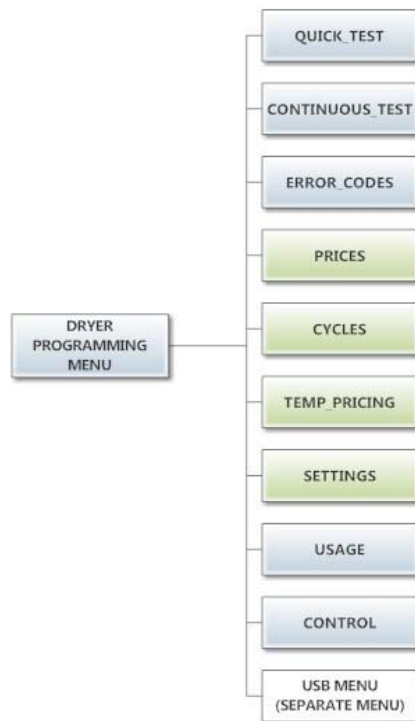 QUICK_TEST
CONTINUOUS_TEST
ERROR_CODES
PRICES
DRYER
PROGRAMMING
MENU
CYCLES
TEMP_PRICING
SETTINGS
USAGE
CONTROL
USB MENU
(SEPARATE MENU)